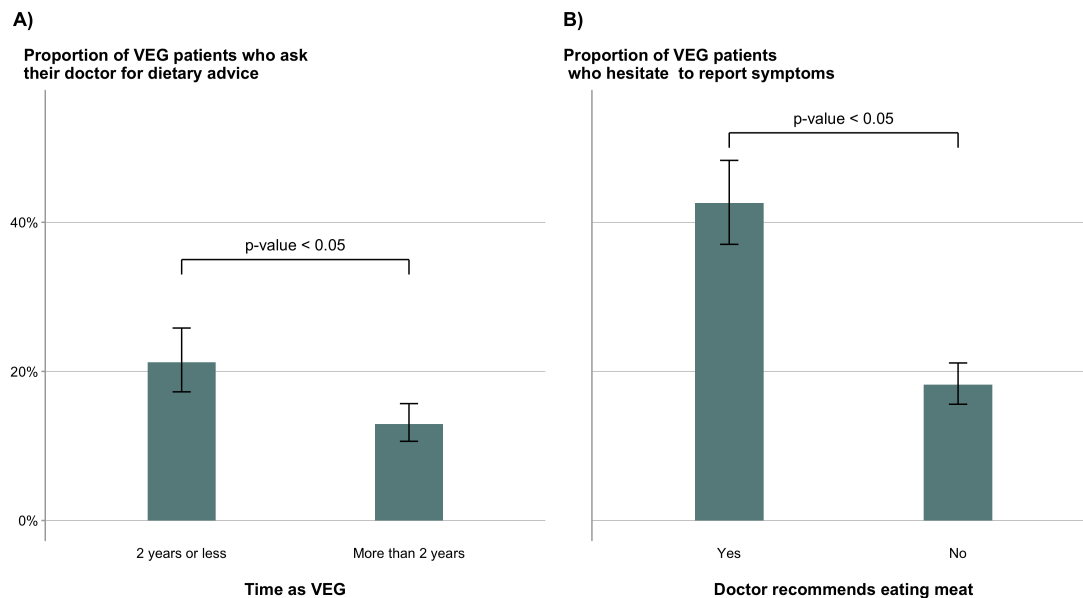 A)
Proportion of VEG patients who ask
their doctor for dietary advice
40%
20%
0%
p-value < 0.05
2 years or less
More than 2 years
Time as VEG
B)
Proportion of VEG patients
who hesitate  to report symptoms
p-value < 0.05
Yes
No
Doctor recommends eating meat